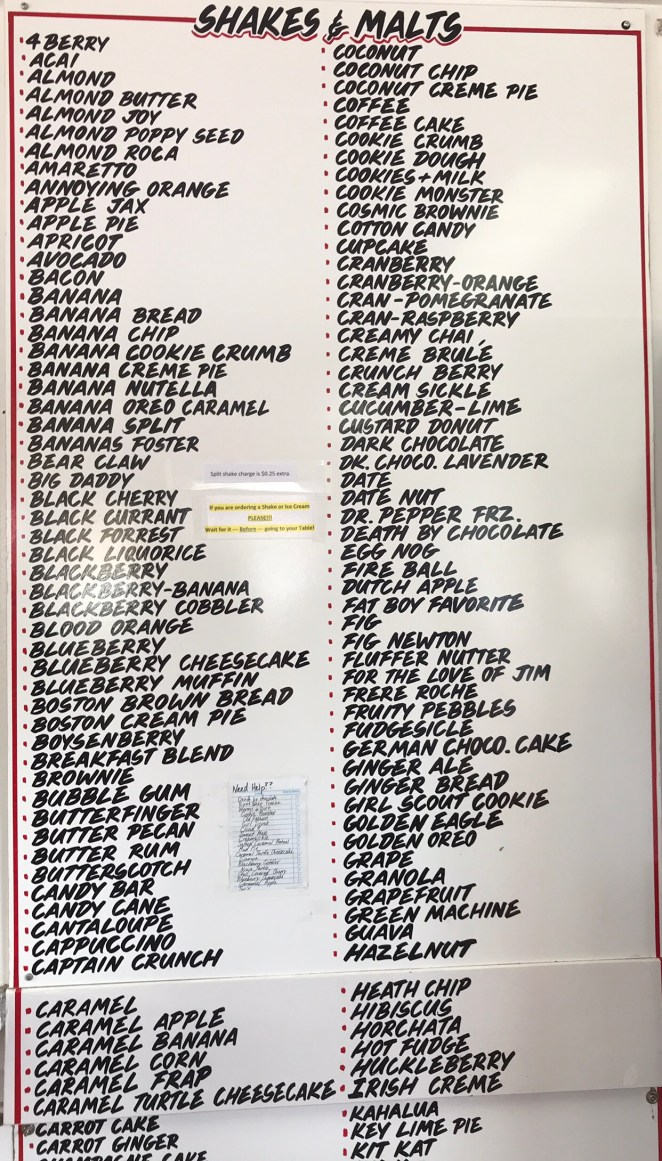 SHAKES & MALTS
4 BERRY
ACAI
ALMOND
ALMOND BUTTER
ALMOND JOY
ALMOND POPPY SEED
ALMOND ROCA
AMARETTO
ANNOYING ORANGE
APPLE JAX
APPLE PIE
APRICOT
AVOCADO
BACON
BANANA
BANANA BREAD
BANANA CHIP
BANANA COOKIE CRUMB
BANANA CREME PIE
BANANA NUTELLA
BANANA OREO CARAMEL
BANANA SPLIT
BANANAS FOSTER
BEAR CLAW
BIG DADDY
BLACK CHERRY
BLACK CURRANT
BLACK FORREST
BLACK LIQUORICE
BLACKBERRY
BLACKBERRY-BANANA
BLACKBERRY COBBLER
BLOOD ORANGE
BLUEBERRY
BLUEBERRY CHEESECAKE
BLUEBERRY MUFFIN
BOSTON BROWN BREAD
BOSTON CREAM PIE
BOYSENBERRY
BREAKFAST BLEND
BROWNIE
BUBBLE GUM
BUTTERFINGER
BUTTER PECAN
BUTTER RUM
BUTTERSCOTCH
CANDY BAR
CANDY CANE
CANTALOUPE
CAPPUCCINO
CAPTAIN CRUNCH
CARAMEL
CARAMEL APPLE
CARAMEL BANANA
CARAMEL CORN
CARAMEL FRAP
CARAMEL TURTLE CHEESECAKE
CARROT CAKE
CARROT GINGER
CHAMPAGNE CAKE
Split shake charge is $0.25 extra.
If you are ordering a Shake or Ice Cream
PLEASE!!!
Wait for it --- Before --- going to your Table!
Need Help??
COCONUT
COCONUT CHIP
COCONUT CREME PIE
COFFEE
COFFEE CAKE
COOKIE CRUMB
COOKIE DOUGH
COOKIES+MILK
COOKIE MONSTER
COSMIC BROWNIE
COTTON CANDY
CUPCAKE
CRANBERRY
CRANBERRY-ORANGE
CRAN-POMEGRANATE
CRAN-RASPBERRY
CREAMY CHAI
CREME BRULÉ
CRUNCH BERRY
CREAM SICKLE
CUCUMBER-LIME
CUSTARD DONUT
DARK CHOCOLATE
DK. CHOCO. LAVENDER
DATE
DATE NUT
DR. PEPPER FRZ.
DEATH BY CHOCOLATE
EGG NOG
FIRE BALL
DUTCH APPLE
FAT BOY FAVORITE
FIG
FIG NEWTON
FLUFFER NUTTER
FOR THE LOVE OF JIM
FRERE ROCHE
FRUITY PEBBLES
FUDGESICLE
GERMAN CHOCO. CAKE
GINGER ALE
GINGER BREAD
GIRL SCOUT COOKIE
GOLDEN EAGLE
GOLDEN OREO
GRAPE
GRANOLA
GRAPEFRUIT
GREEN MACHINE
GUAVA
HAZELNUT
HEATH CHIP
HIBISCUS
HORCHATA
HOT FUDGE
HUCKLEBERRY
IRISH CREME
KAHALUA
KEY LIME PIE
KIT KAT